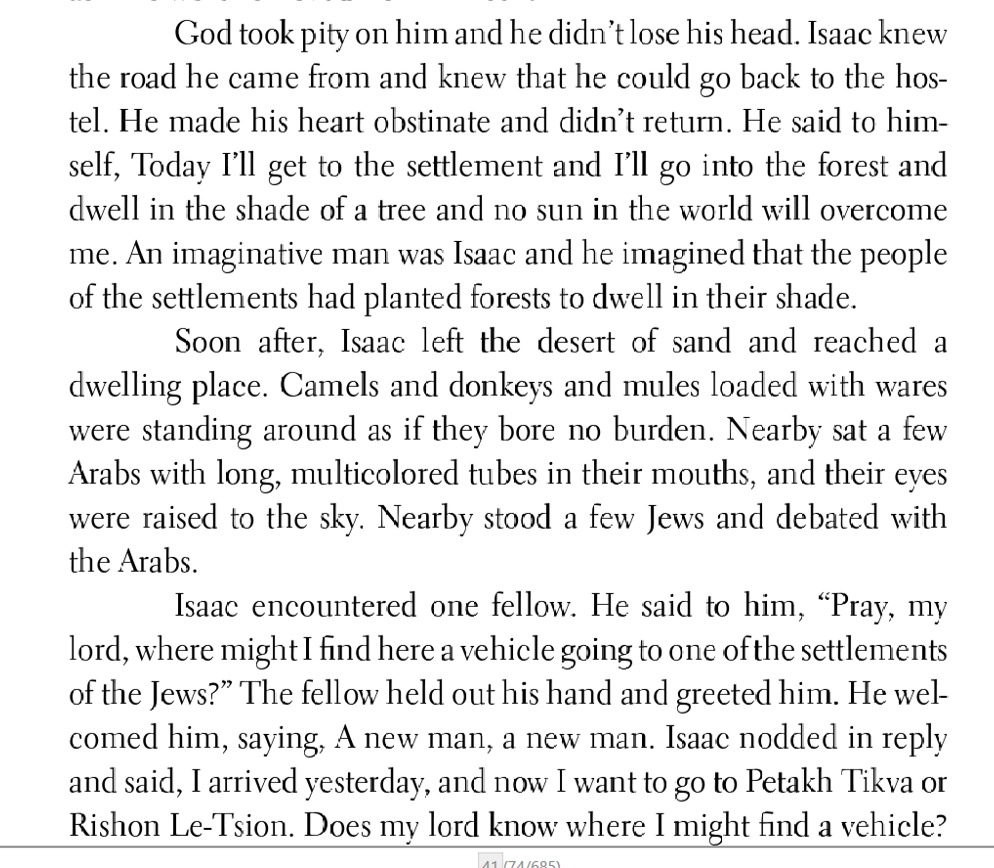 God took pity on him and he didn’t lose his head. Isaac knew
the road he came from and knew that he could go back to the hos-
tel. He made his heart obstinate and didn’t return. He said to him-
self, Today I’ll get to the settlement and I’ll go into the forest and
dwell in the shade of a tree and no sun in the world will overcome
me. An imaginative man was Isaac and he imagined that the people
of the settlements had planted forests to dwell in their shade.
Soon after, Isaac left the desert of sand and reached a
dwelling place. Camels and donkeys and mules loaded with wares
were standing around as if they bore no burden. Nearby sat a few
Arabs with long, multicolored tubes in their mouths, and their eyes
were raised to the sky. Nearby stood a few Jews and debated with
the Arabs.
Isaac encountered one fellow. He said to him, “Pray, my
lord, where might I find here a vehicle going to one of the settlements
of the Jews?” The fellow held out his hand and greeted him. He wel-
comed him, saying, A new man, a new man. Isaac nodded in reply
and said, I arrived yesterday, and now I want to go to Petakh Tikva or
Rishon Le-Tsion. Does my lord know where I might find a vehicle?
41 (74/685)